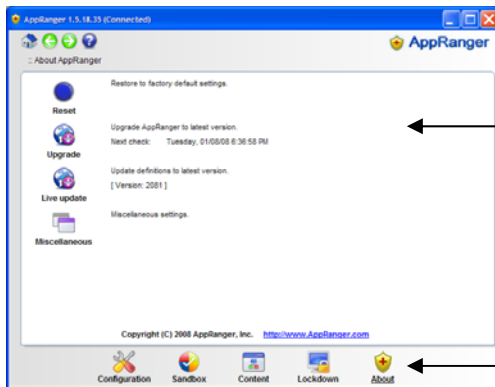 AppRanger 1.5.18.35 (Connected)
AppRanger
:: About AppRanger
Restore to factory default settings.
Reset
Upgrade AppRanger to latest version.
Next check: Tuesday, 01/08/08 6:36:58 PM
Upgrade
Update definitions to latest version.
[ Version: 2081 ]
Live update
Miscellaneous settings.
Miscellaneous
Copyright (C) 2008 AppRanger, Inc. http://www.AppRanger.com
Configuration Sandbox Content Lockdown About